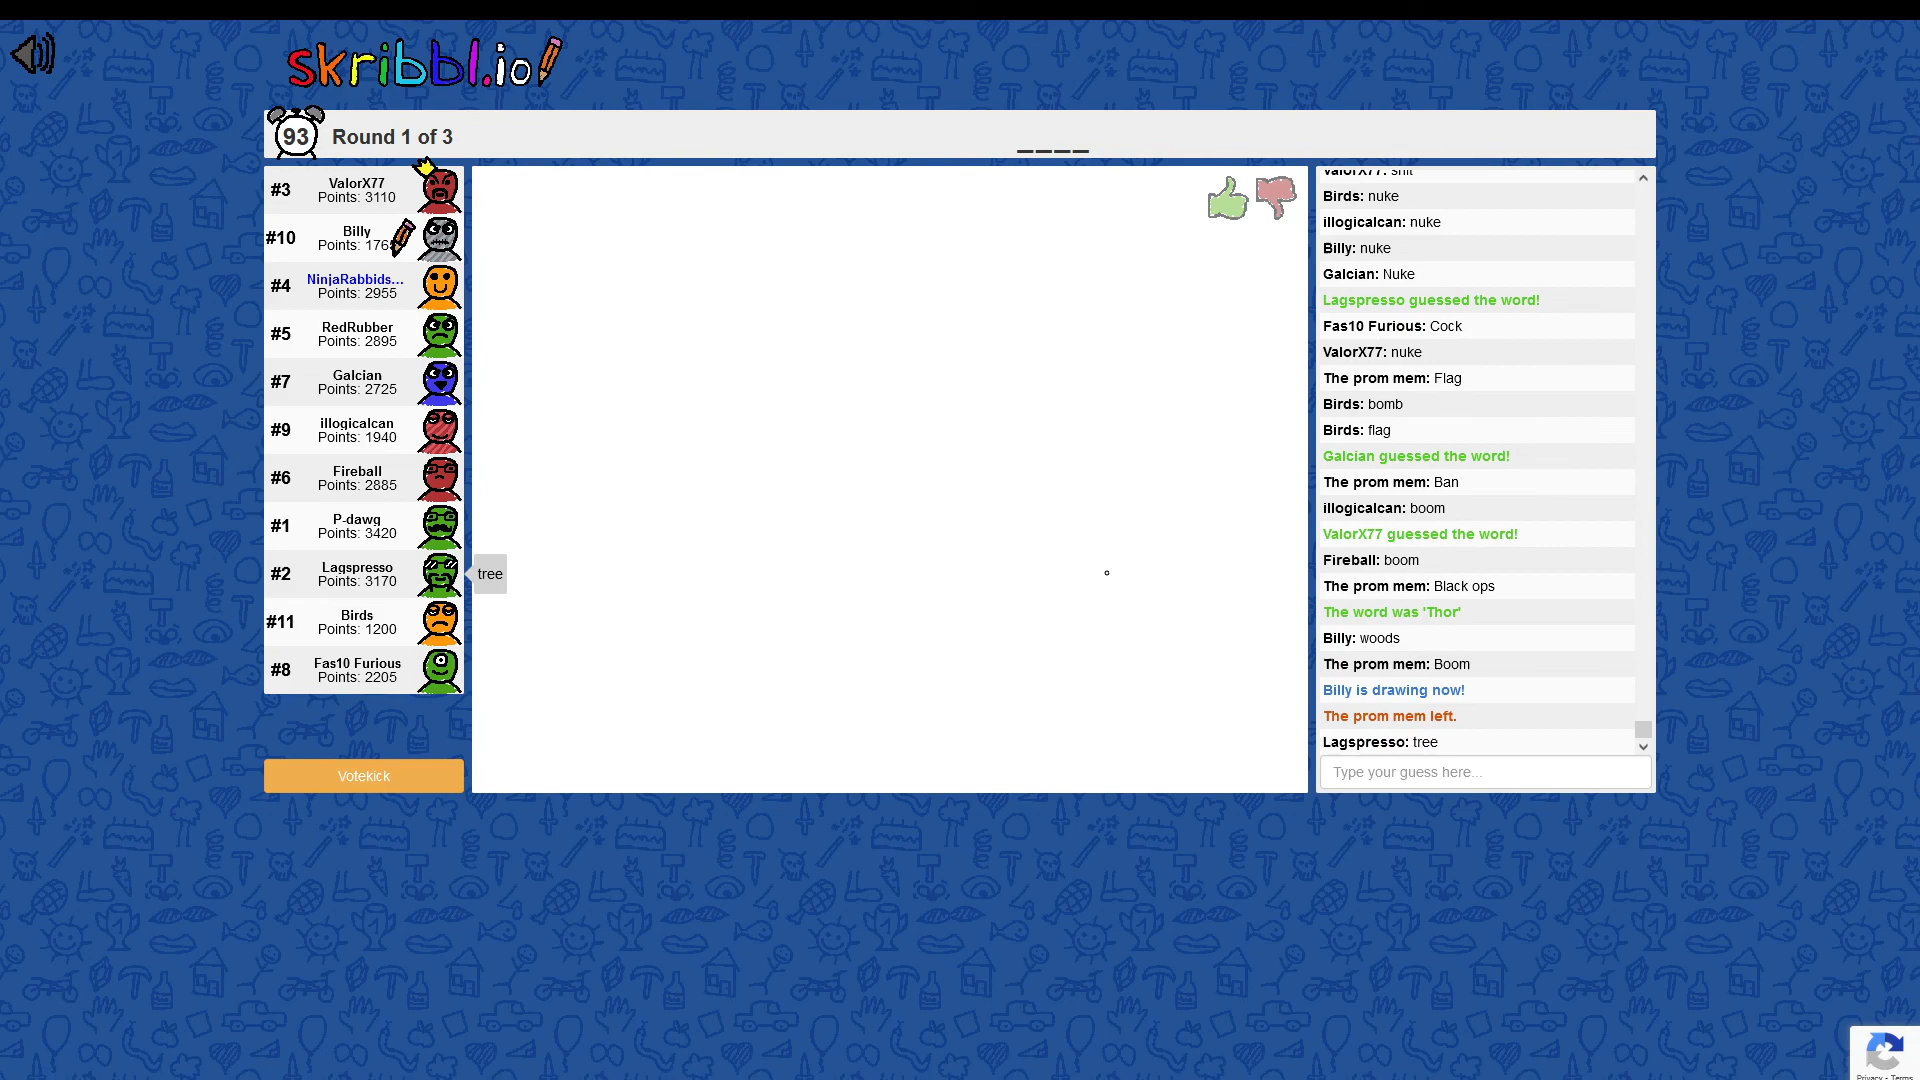 skribbl.io
93
Round 1 of 3
____
#3
ValorX77
Points: 3110
#10
Billy
Points: 176
#4
NinjaRabbids...
Points: 2955
#5
RedRubber
Points: 2895
#7
Galcian
Points: 2725
#9
illogicalcan
Points: 1940
#6
Fireball
Points: 2885
#1
P-dawg
Points: 3420
#2
Lagspresso
Points: 3170
tree
#11
Birds
Points: 1200
#8
Fas10 Furious
Points: 2205
Votekick
ValorX77: shit
Birds: nuke
illogicalcan: nuke
Billy: nuke
Galcian: Nuke
Lagspresso guessed the word!
Fas10 Furious: Cock
ValorX77: nuke
The prom mem: Flag
Birds: bomb
Birds: flag
Galcian guessed the word!
The prom mem: Ban
illogicalcan: boom
ValorX77 guessed the word!
Fireball: boom
The prom mem: Black ops
The word was 'Thor'
Billy: woods
The prom mem: Boom
Billy is drawing now!
The prom mem left.
Lagspresso: tree
Type your guess here...
Privacy - Terms